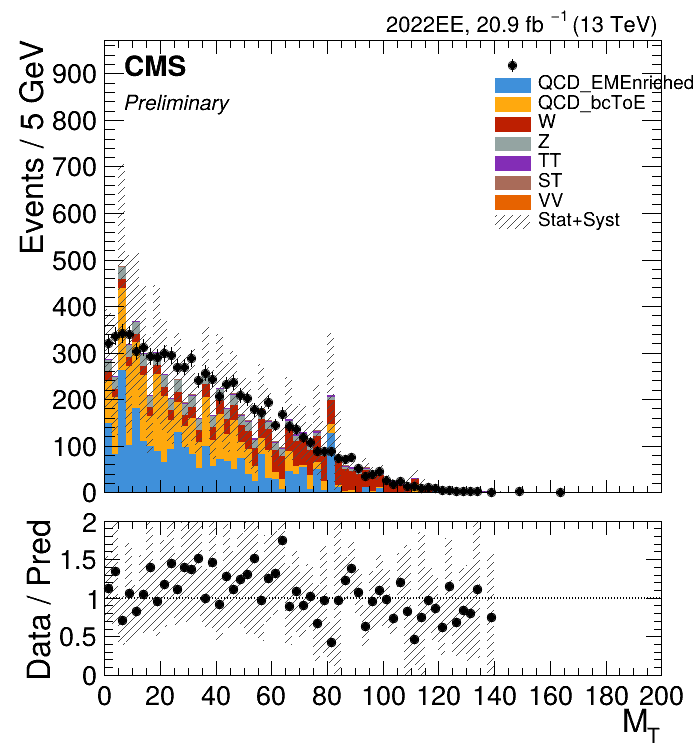 2022EE, 20.9 fb⁻¹ (13 TeV)
CMS
Preliminary
QCD_EMEnriched
QCD_bcToE
W
Z
TT
ST
VV
Stat+Syst
Events / 5 GeV
900
800
700
600
500
400
300
200
100
0
Data / Pred
2
1.5
1
0.5
0
0 20 40 60 80 100 120 140 160 180 200
M_T